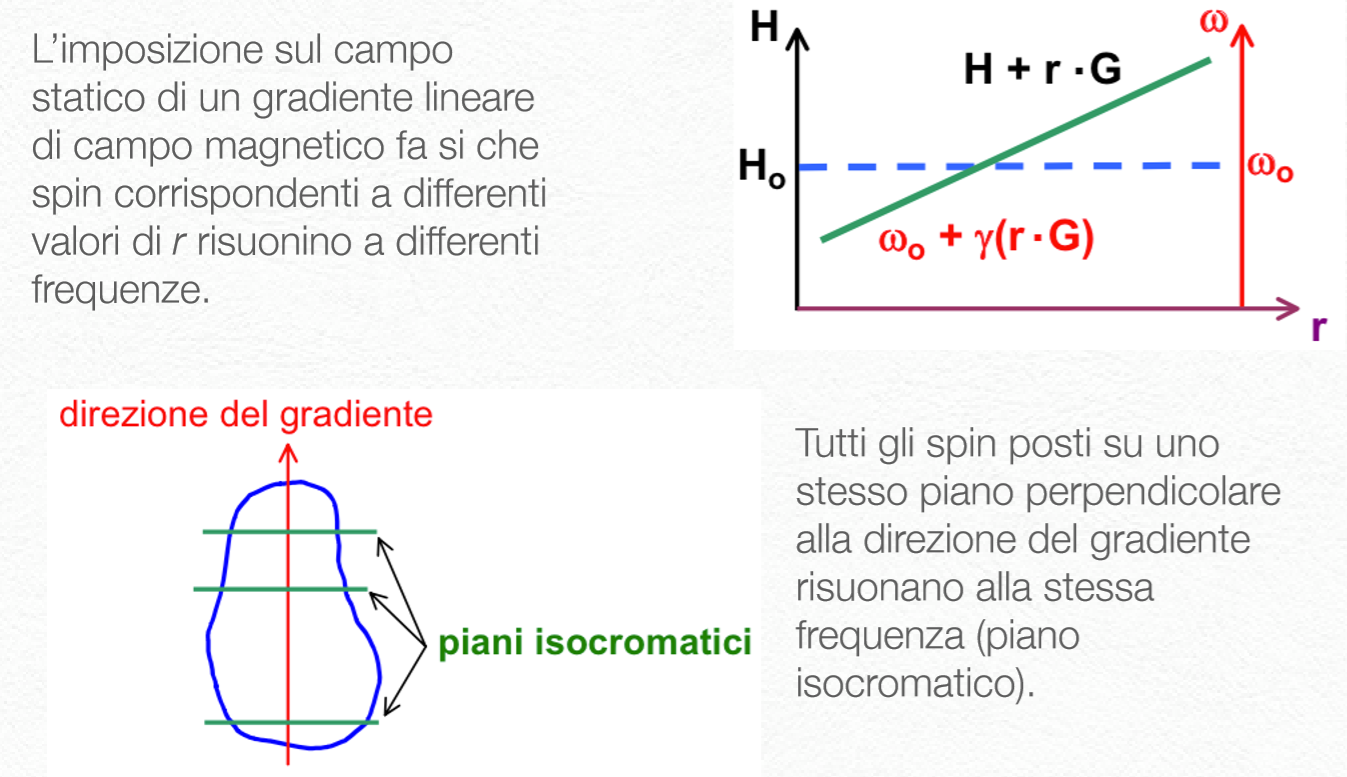 L'imposizione sul campo
statico di un gradiente lineare
di campo magnetico fa si che
spin corrispondenti a differenti
valori di r risuonino a differenti
frequenze.
H
ω
H + r · G
Hₒ
ωₒ
ωₒ + γ(r · G)
r
direzione del gradiente
piani isocromatici
Tutti gli spin posti su uno
stesso piano perpendicolare
alla direzione del gradiente
risuonano alla stessa
frequenza (piano
isocromatico).